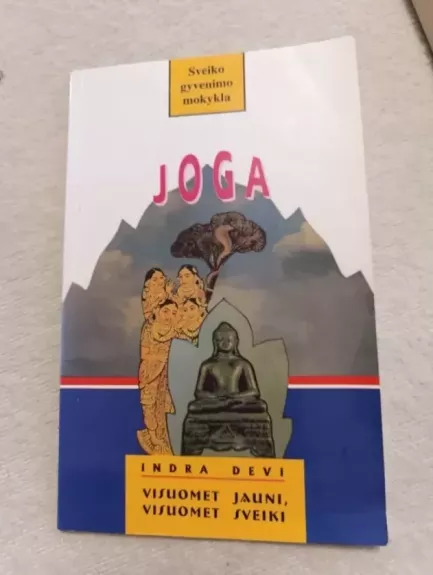 Sveiko
gyvenimo
mokykla
JOGA
INDRA DEVI
VISUOMET JAUNI,
VISUOMET SVEIKI